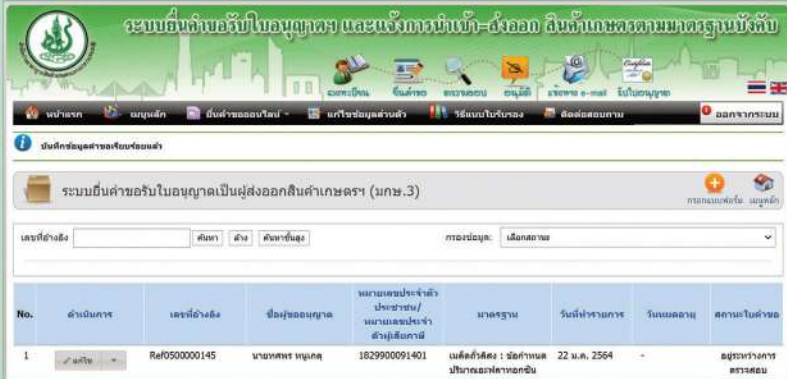 ระบบยื่นคำขอรับใบอนุญาตฯ และแจ้งการนำเข้า-ส่งออก สินค้าเกษตรตามมาตรฐานบังคับ
ลงทะเบียน ยื่นคำขอ ตรวจสอบ อนุมัติ แจ้งทาง e-mail รับใบอนุญาต
หน้าแรก เมนูหลัก ยื่นคำขอออนไลน์ แก้ไขข้อมูลส่วนตัว วิธีแนบใบรับรอง ติดต่อสอบถาม ออกจากระบบ
บันทึกข้อมูลคำขอเรียบร้อยแล้ว
ระบบยื่นคำขอรับใบอนุญาตเป็นผู้ส่งออกสินค้าเกษตรฯ (มกษ.3)
กรอกแบบฟอร์ม เมนูหลัก
เลขที่อ้างอิง ค้นหา ล้าง ค้นหาขั้นสูง กรองข้อมูล: เลือกสถานะ
No. ดำเนินการ เลขที่อ้างอิง ชื่อผู้ขออนุญาต หมายเลขประจำตัว
ประชาชน/
หมายเลขประจำ
ตัวผู้เสียภาษี มาตรฐาน วันที่ทำรายการ วันหมดอายุ สถานะใบคำขอ
1 แก้ไข Ref0500000145 นายทศพร หนูเกตุ 1829900091401 เมล็ดถั่วลิสง : ข้อกำหนด 22 ม.ค. 2564 - อยู่ระหว่างการ
ปริมาณอะฟลาทอกซิน ตรวจสอบ